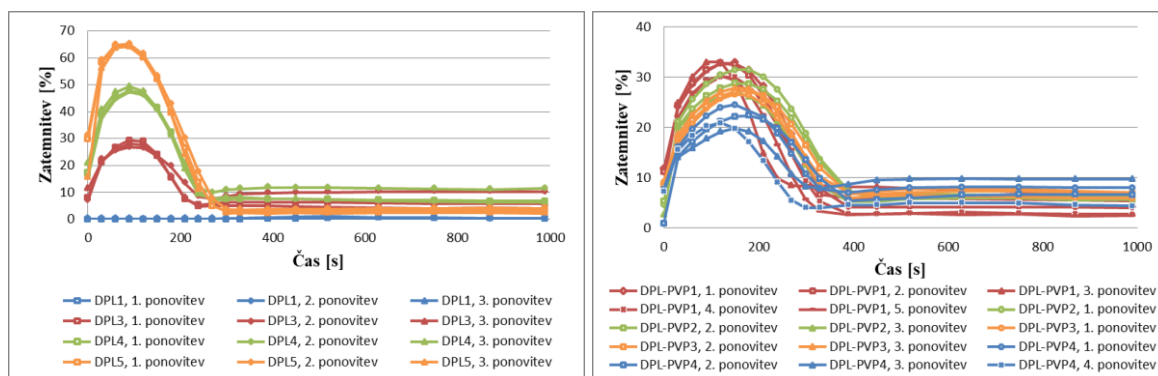 Zatemnitev [%]
70
60
50
40
30
20
10
0
0
200
400
600
800
1000
Čas [s]
DPL1, 1. ponovitev
DPL1, 2. ponovitev
DPL1, 3. ponovitev
DPL3, 1. ponovitev
DPL3, 2. ponovitev
DPL3, 3. ponovitev
DPL4, 1. ponovitev
DPL4, 2. ponovitev
DPL4, 3. ponovitev
DPL5, 1. ponovitev
DPL5, 2. ponovitev
DPL5, 3. ponovitev
Zatemnitev [%]
40
30
20
10
0
0
200
400
600
800
1000
Čas [s]
DPL-PVP1, 1. ponovitev
DPL-PVP1, 2. ponovitev
DPL-PVP1, 3. ponovitev
DPL-PVP1, 4. ponovitev
DPL-PVP1, 5. ponovitev
DPL-PVP2, 1. ponovitev
DPL-PVP2, 2. ponovitev
DPL-PVP2, 3. ponovitev
DPL-PVP3, 1. ponovitev
DPL-PVP3, 2. ponovitev
DPL-PVP3, 3. ponovitev
DPL-PVP4, 1. ponovitev
DPL-PVP4, 2. ponovitev
DPL-PVP4, 3. ponovitev
DPL-PVP4, 4. ponovitev